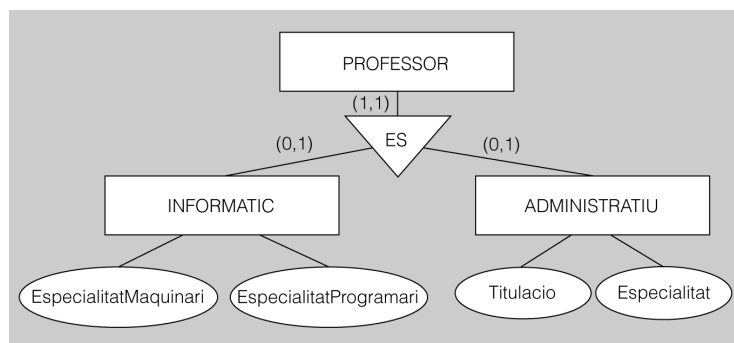 PROFESSOR
(1,1)
ES
(0,1)
(0,1)
INFORMATIC
ADMINISTRATIU
EspecialitatMaquinari
EspecialitatProgramari
Titulacio
Especialitat